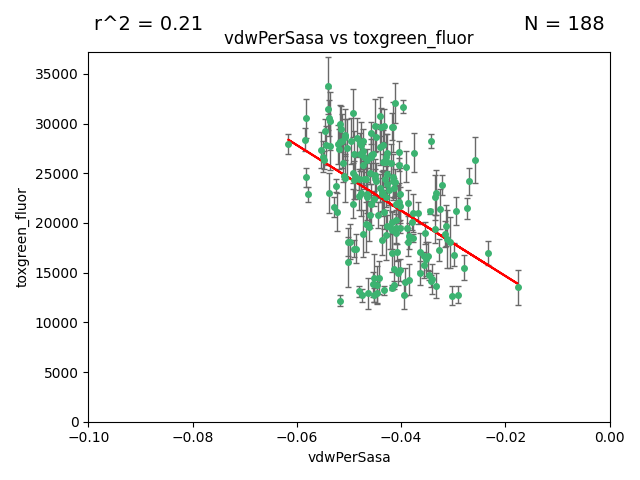 r^2 = 0.21
N = 188
vdwPerSasa vs toxgreen_fluor
35000
30000
25000
20000
15000
10000
5000
0
toxgreen_fluor
−0.10
−0.08
−0.06
−0.04
−0.02
0.00
vdwPerSasa